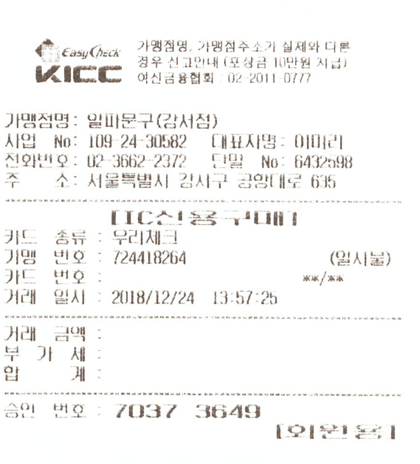 EasyCheck
KICC
가맹점명, 가맹점주소가 실제와 다른
경우 신고안내 (포상금 10만원 지급)
여신금융협회 : 02-2011-0777
가맹점명: 일파문구(강서점)
사업 No: 109-24-30582 대표자명: 이미리
전화번호: 02-3662-2372 단말 No: 6432598
주 소: 서울특별시 강서구 공항대로 635
[IC신용구매]
카드 종류 : 우리체크
가맹 번호 : 724418264 (일시불)
카드 번호 : **/**
거래 일시 : 2018/12/24 13:57:25
거래 금액 :
부 가 세 :
합 계 :
승인 번호 : 7037 3649
[회원용]